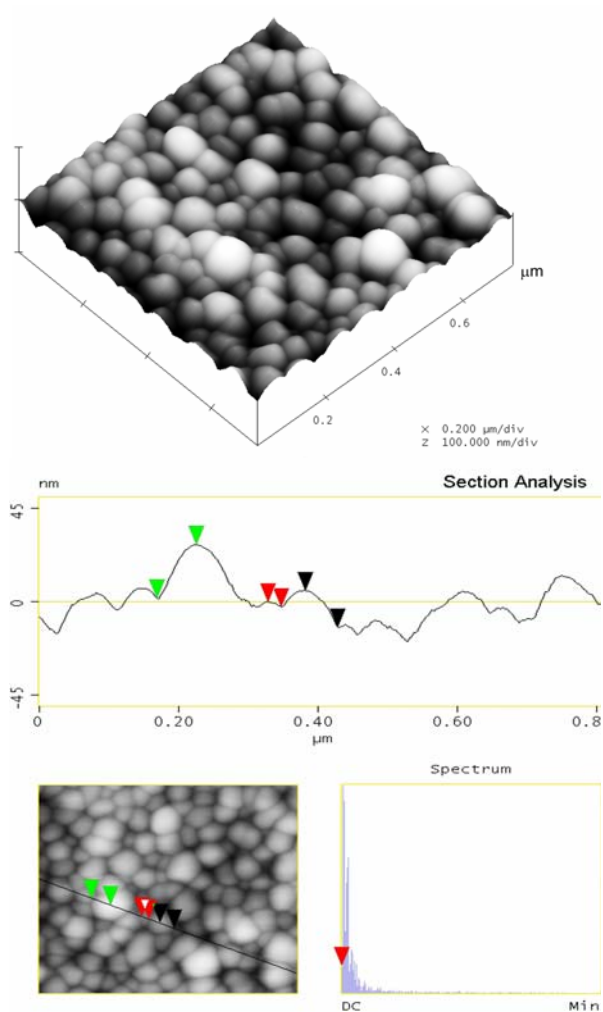 μm
0.6
0.4
0.2
X 0.200 μm/div
Z 100.000 nm/div
nm
Section Analysis
45
0
-45
0 0.20 0.40 0.60 0.8
μm
Spectrum
DC Min